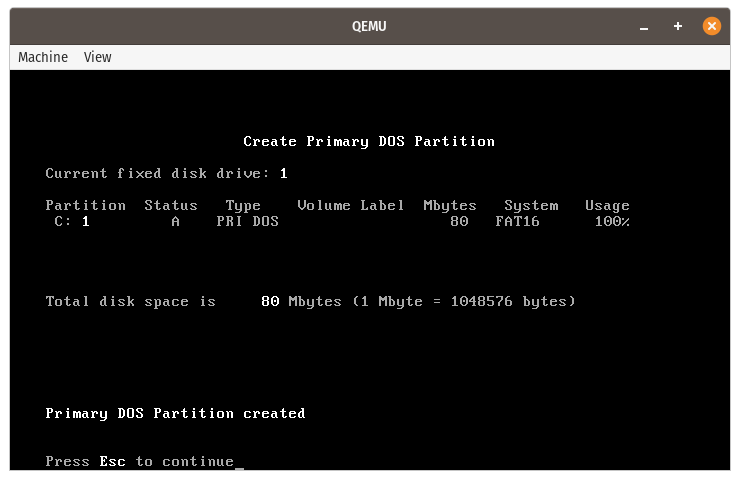 QEMU
Machine View
Create Primary DOS Partition
Current fixed disk drive: 1
Partition Status Type Volume Label Mbytes System Usage
C: 1 A PRI DOS 80 FAT16 100%
Total disk space is 80 Mbytes (1 Mbyte = 1048576 bytes)
Primary DOS Partition created
Press Esc to continue_